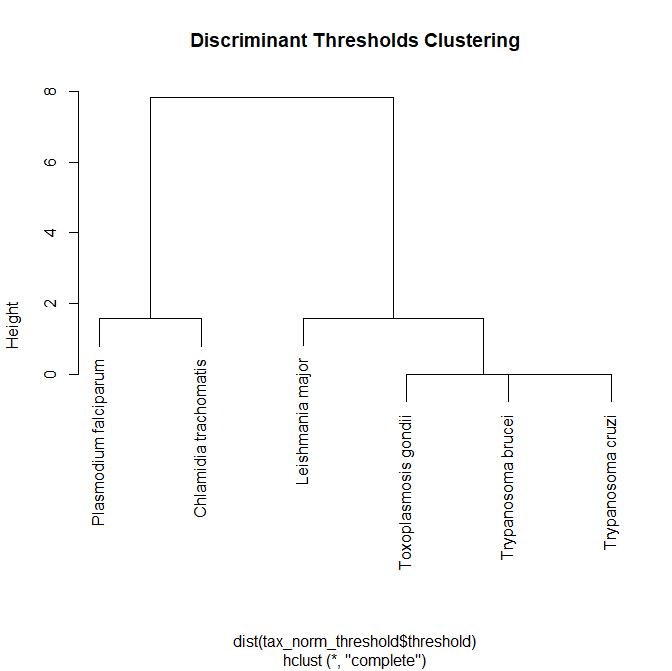 Discriminant Thresholds Clustering
8
6
4
2
0
Height
Plasmodium falciparum
Chlamidia trachomatis
Leishmania major
Toxoplasmosis gondii
Trypanosoma brucei
Trypanosoma cruzi
dist(tax_norm_threshold$threshold)
hclust (*, "complete")